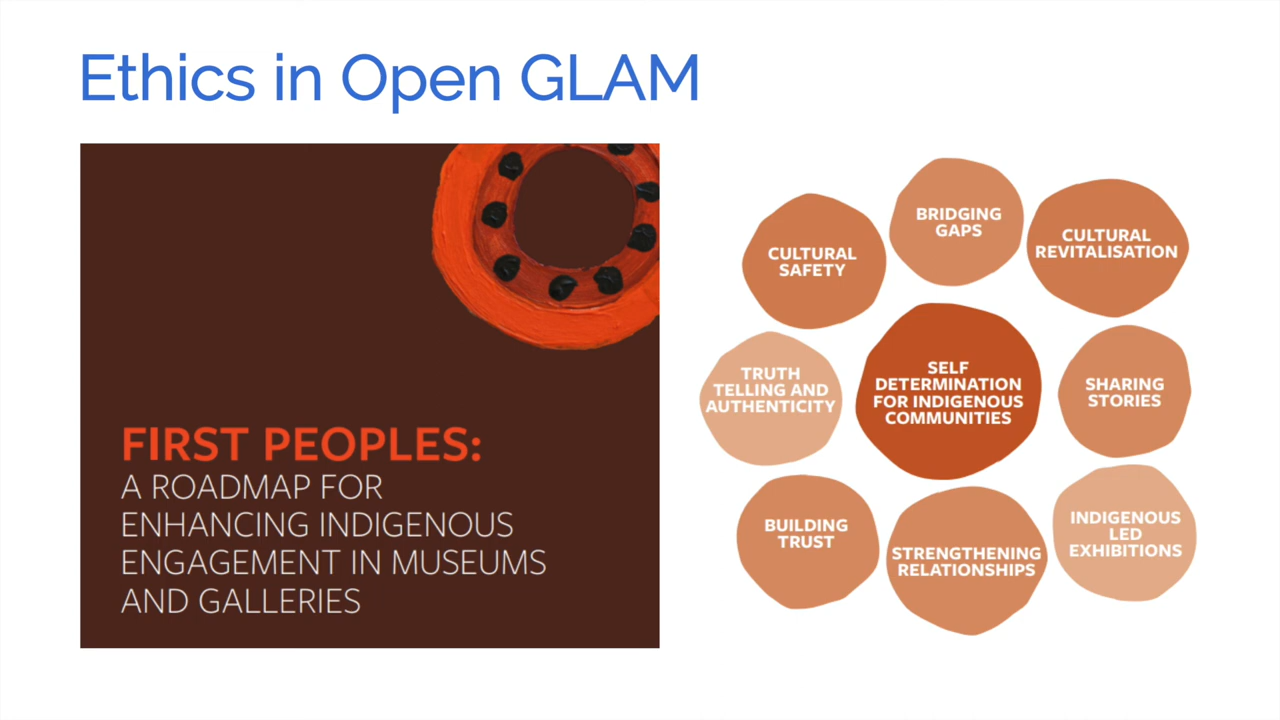 Ethics in Open GLAM
FIRST PEOPLES:
A ROADMAP FOR
ENHANCING INDIGENOUS
ENGAGEMENT IN MUSEUMS
AND GALLERIES
BRIDGING
GAPS
CULTURAL
SAFETY
CULTURAL
REVITALISATION
TRUTH
TELLING AND
AUTHENTICITY
SELF
DETERMINATION
FOR INDIGENOUS
COMMUNITIES
SHARING
STORIES
BUILDING
TRUST
STRENGTHENING
RELATIONSHIPS
INDIGENOUS
LED
EXHIBITIONS